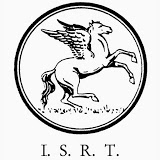 I. S. R. T.